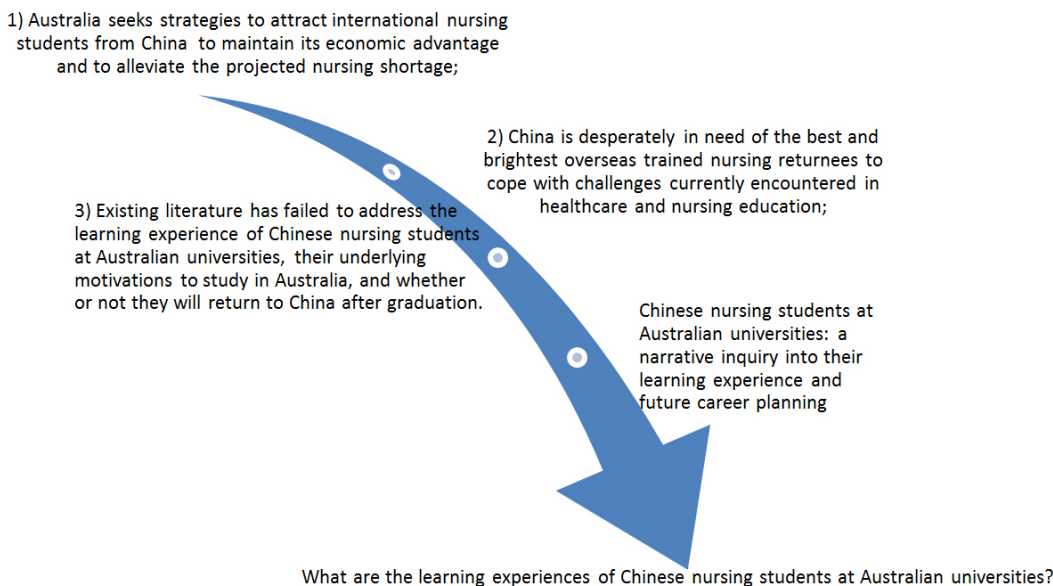 1) Australia seeks strategies to attract international nursing
students from China to maintain its economic advantage
and to alleviate the projected nursing shortage;
2) China is desperately in need of the best and
brightest overseas trained nursing returnees to
cope with challenges currently encountered in
healthcare and nursing education;
3) Existing literature has failed to address the
learning experience of Chinese nursing students
at Australian universities, their underlying
motivations to study in Australia, and whether
or not they will return to China after graduation.
Chinese nursing students at
Australian universities: a
narrative inquiry into their
learning experience and
future career planning
What are the learning experiences of Chinese nursing students at Australian universities?